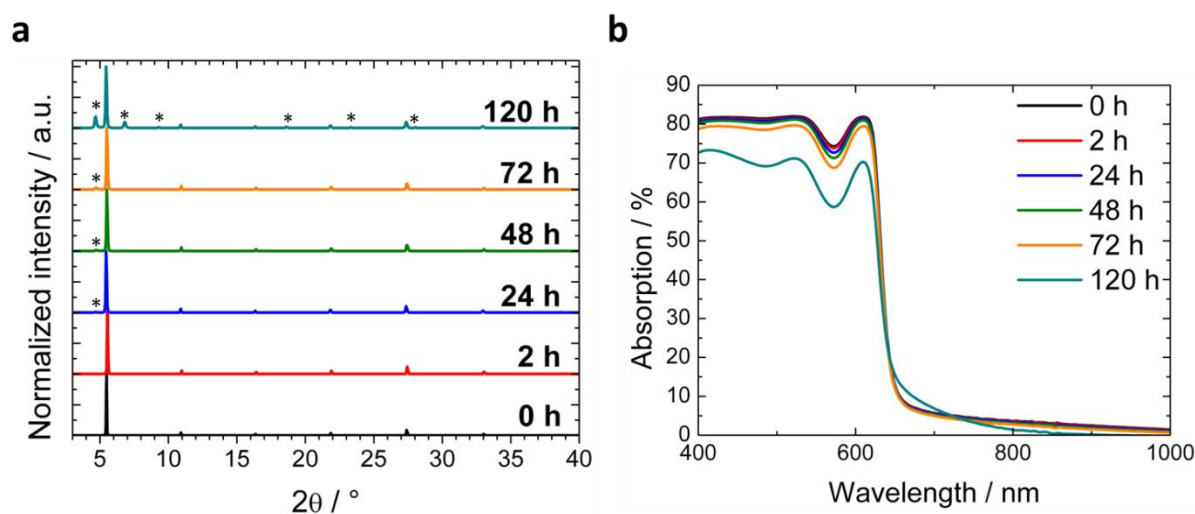 a
Normalized intensity / a.u.
* * * * * *
120 h
*
72 h
*
48 h
*
24 h
2 h
0 h
5 10 15 20 25 30 35 40
2θ / °
b
Absorption / %
90
80
70
60
50
40
30
20
10
0
0 h
2 h
24 h
48 h
72 h
120 h
400 600 800 1000
Wavelength / nm